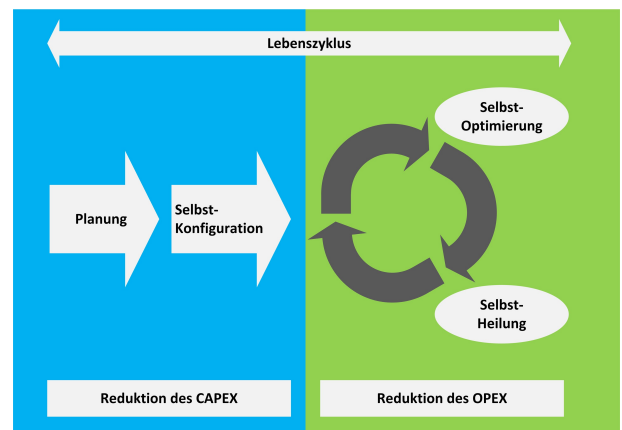 Lebenszyklus
Planung
Selbst-
Konfiguration
Selbst-
Optimierung
Selbst-
Heilung
Reduktion des CAPEX
Reduktion des OPEX